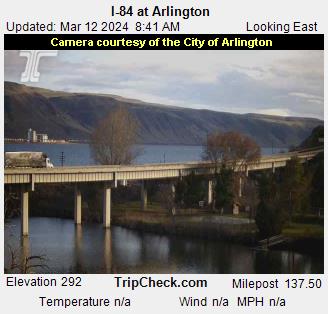 I-84 at Arlington
Updated: Mar 12 2024 8:41 AM Looking East
Camera courtesy of the City of Arlington
Elevation 292 TripCheck.com Milepost 137.50
Temperature n/a Wind n/a MPH n/a